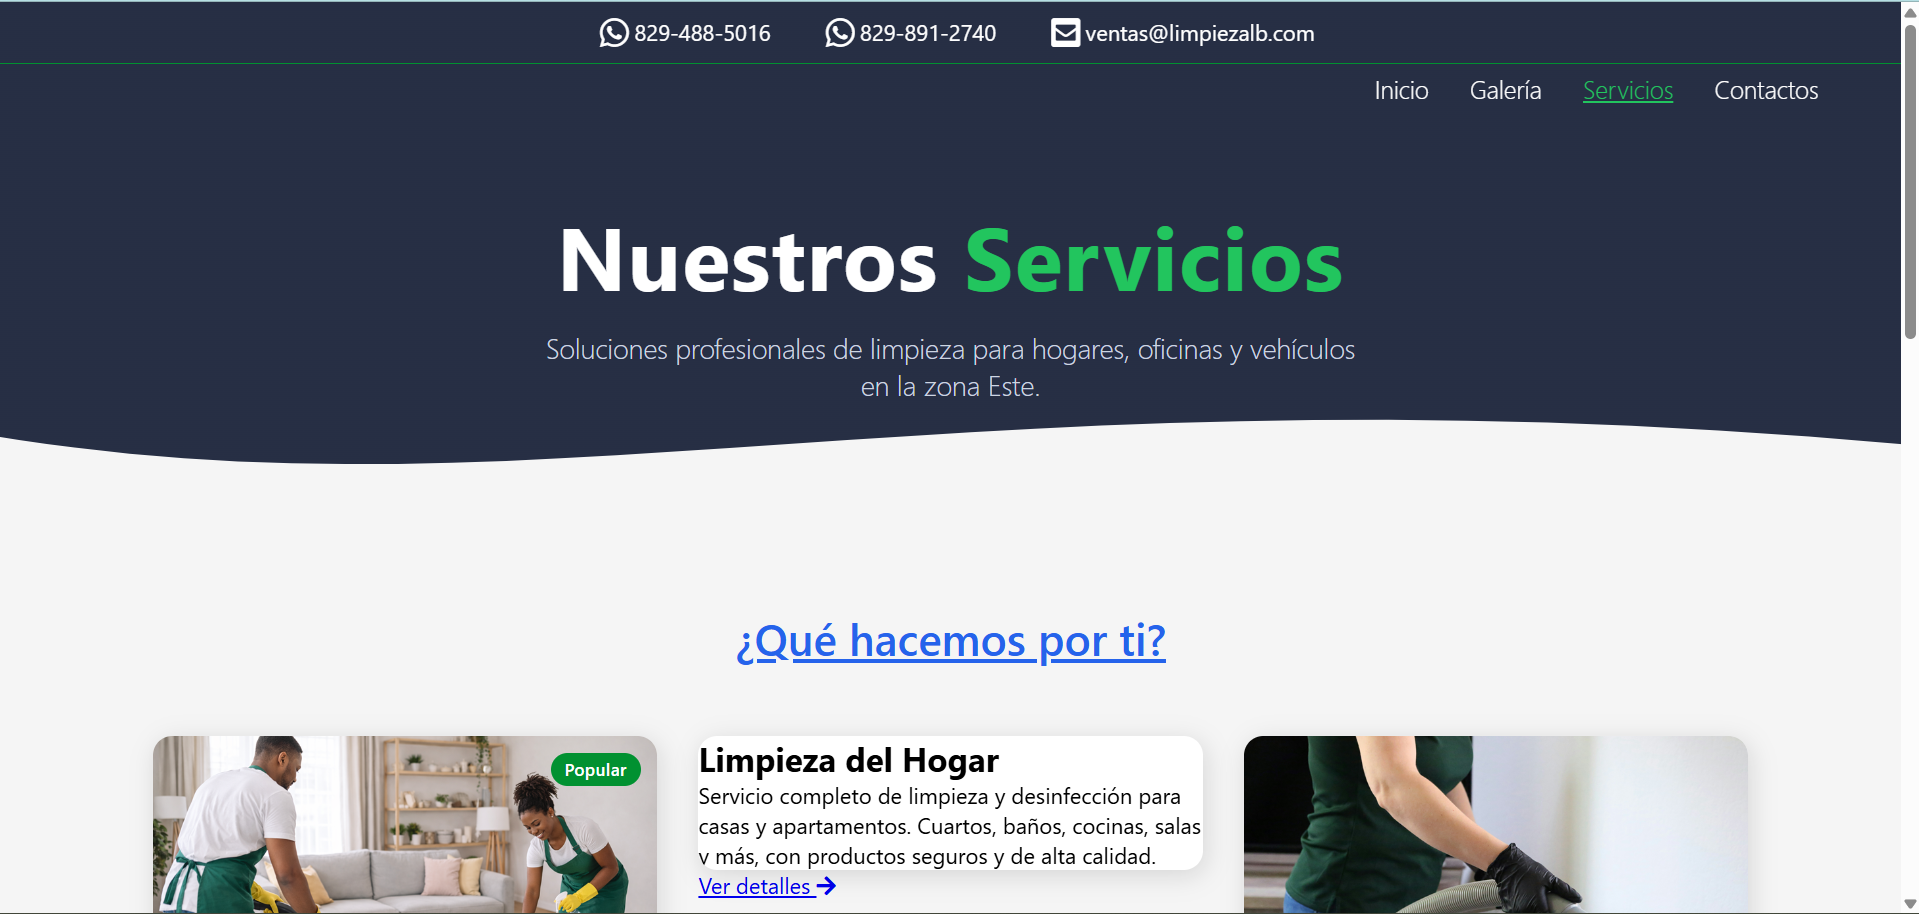 829-488-5016 829-891-2740 ventas@limpiezalb.com
Inicio Galería Servicios Contactos
Nuestros Servicios
Soluciones profesionales de limpieza para hogares, oficinas y vehículos
en la zona Este.
¿Qué hacemos por ti?
Popular
Limpieza del Hogar
Servicio completo de limpieza y desinfección para
casas y apartamentos. Cuartos, baños, cocinas, salas
y más, con productos seguros y de alta calidad.
Ver detalles